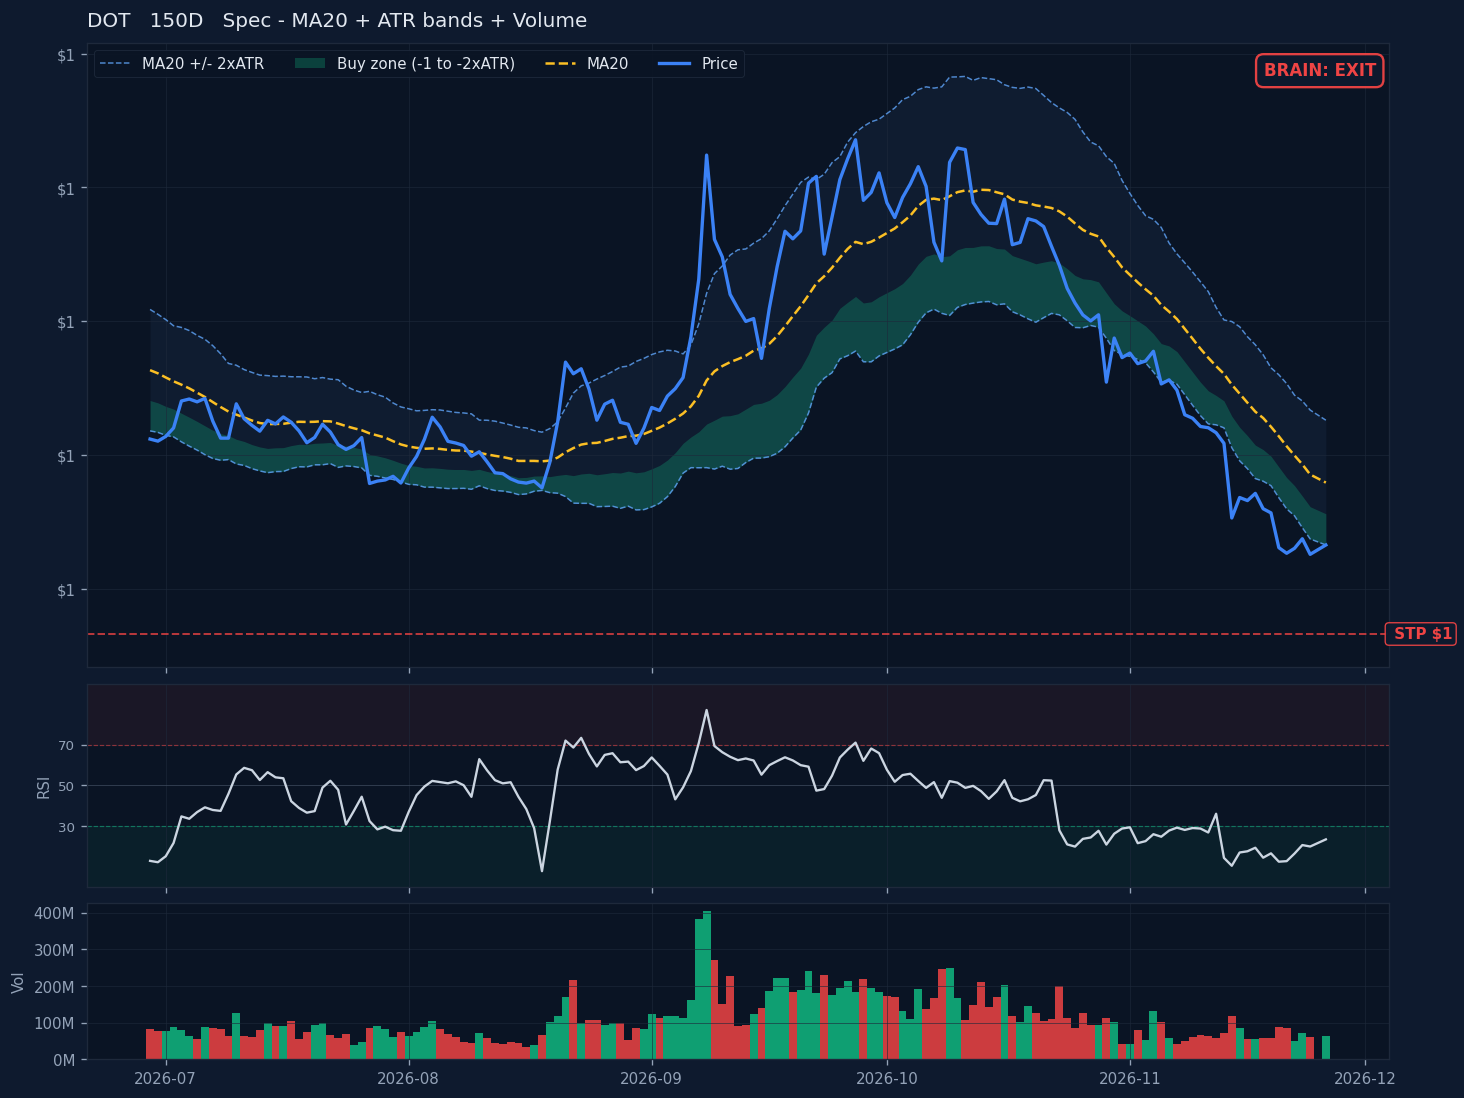 DOT   150D   Spec - MA20 + ATR bands + Volume
MA20 +/- 2xATR   Buy zone (-1 to -2xATR)   MA20   Price
BRAIN: EXIT
$1
$1
$1
$1
$1
STP $1
RSI
70
50
30
Vol
400M
300M
200M
100M
0M
2026-07   2026-08   2026-09   2026-10   2026-11   2026-12